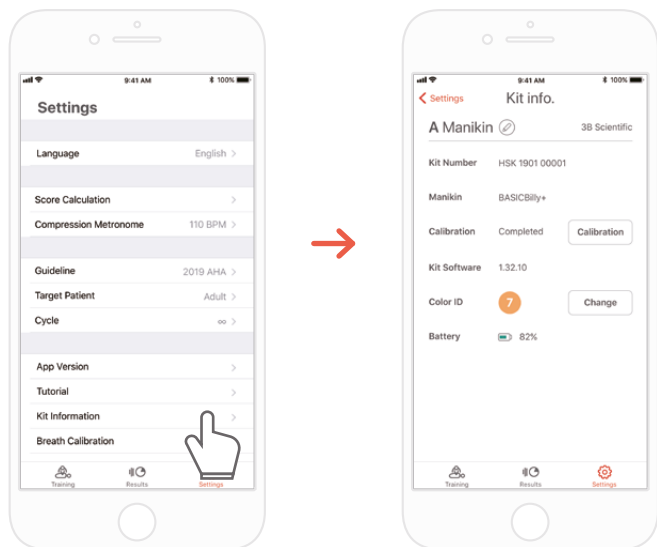 9:41 AM
100%
Settings
Language English
Score Calculation
Compression Metronome 110 BPM
Guideline 2019 AHA
Target Patient Adult
Cycle ∞
App Version
Tutorial
Kit Information
Breath Calibration
Training Results Settings
9:41 AM
100%
Settings Kit info.
A Manikin 3B Scientific
Kit Number HSK 1901 00001
Manikin BASICBilly+
Calibration Completed Calibration
Kit Software 1.32.10
Color ID 7 Change
Battery 82%
Training Results Settings